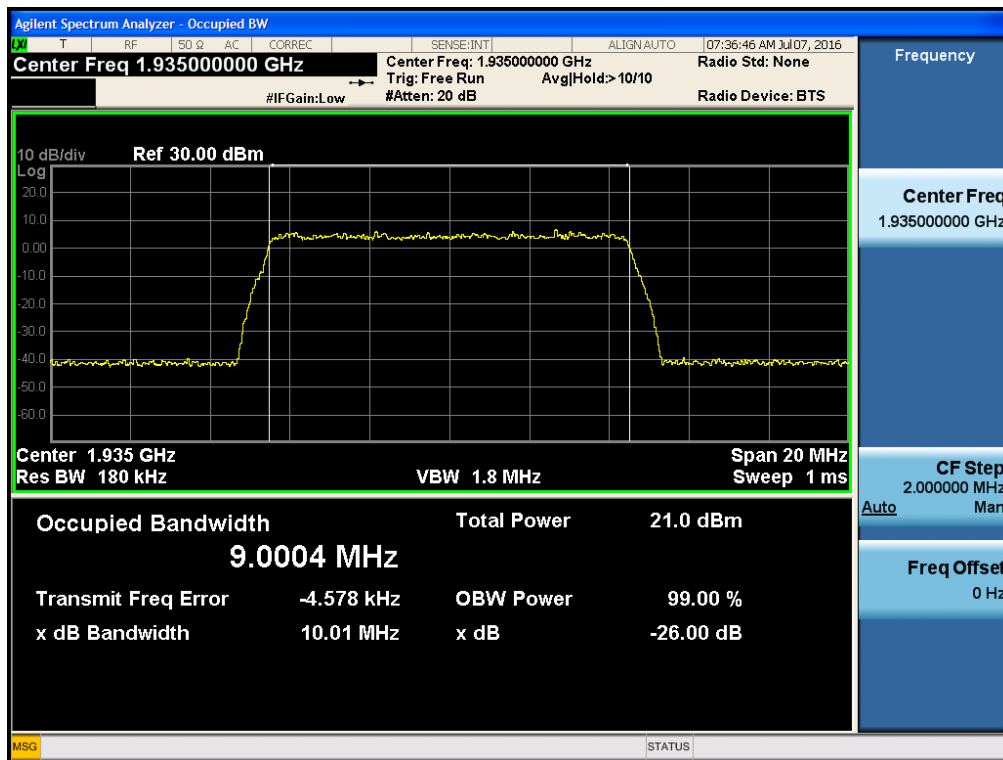 Agilent Spectrum Analyzer - Occupied BW
LXI T RF 50 Ω AC CORREC SENSE:INT ALIGN AUTO 07:36:46 AM Jul 07, 2016
Center Freq 1.935000000 GHz
Center Freq: 1.935000000 GHz Radio Std: None
Trig: Free Run Avg|Hold:>10/10
#IFGain:Low #Atten: 20 dB Radio Device: BTS
10 dB/div Ref 30.00 dBm
Log
20.0
10.0
0.00
-10.0
-20.0
-30.0
-40.0
-50.0
-60.0
Center 1.935 GHz Span 20 MHz
Res BW 180 kHz VBW 1.8 MHz Sweep 1 ms
Occupied Bandwidth Total Power 21.0 dBm
9.0004 MHz
Transmit Freq Error -4.578 kHz OBW Power 99.00 %
x dB Bandwidth 10.01 MHz x dB -26.00 dB
MSG STATUS
Frequency
Center Freq
1.935000000 GHz
CF Step
2.000000 MHz
Auto Man
Freq Offset
0 Hz